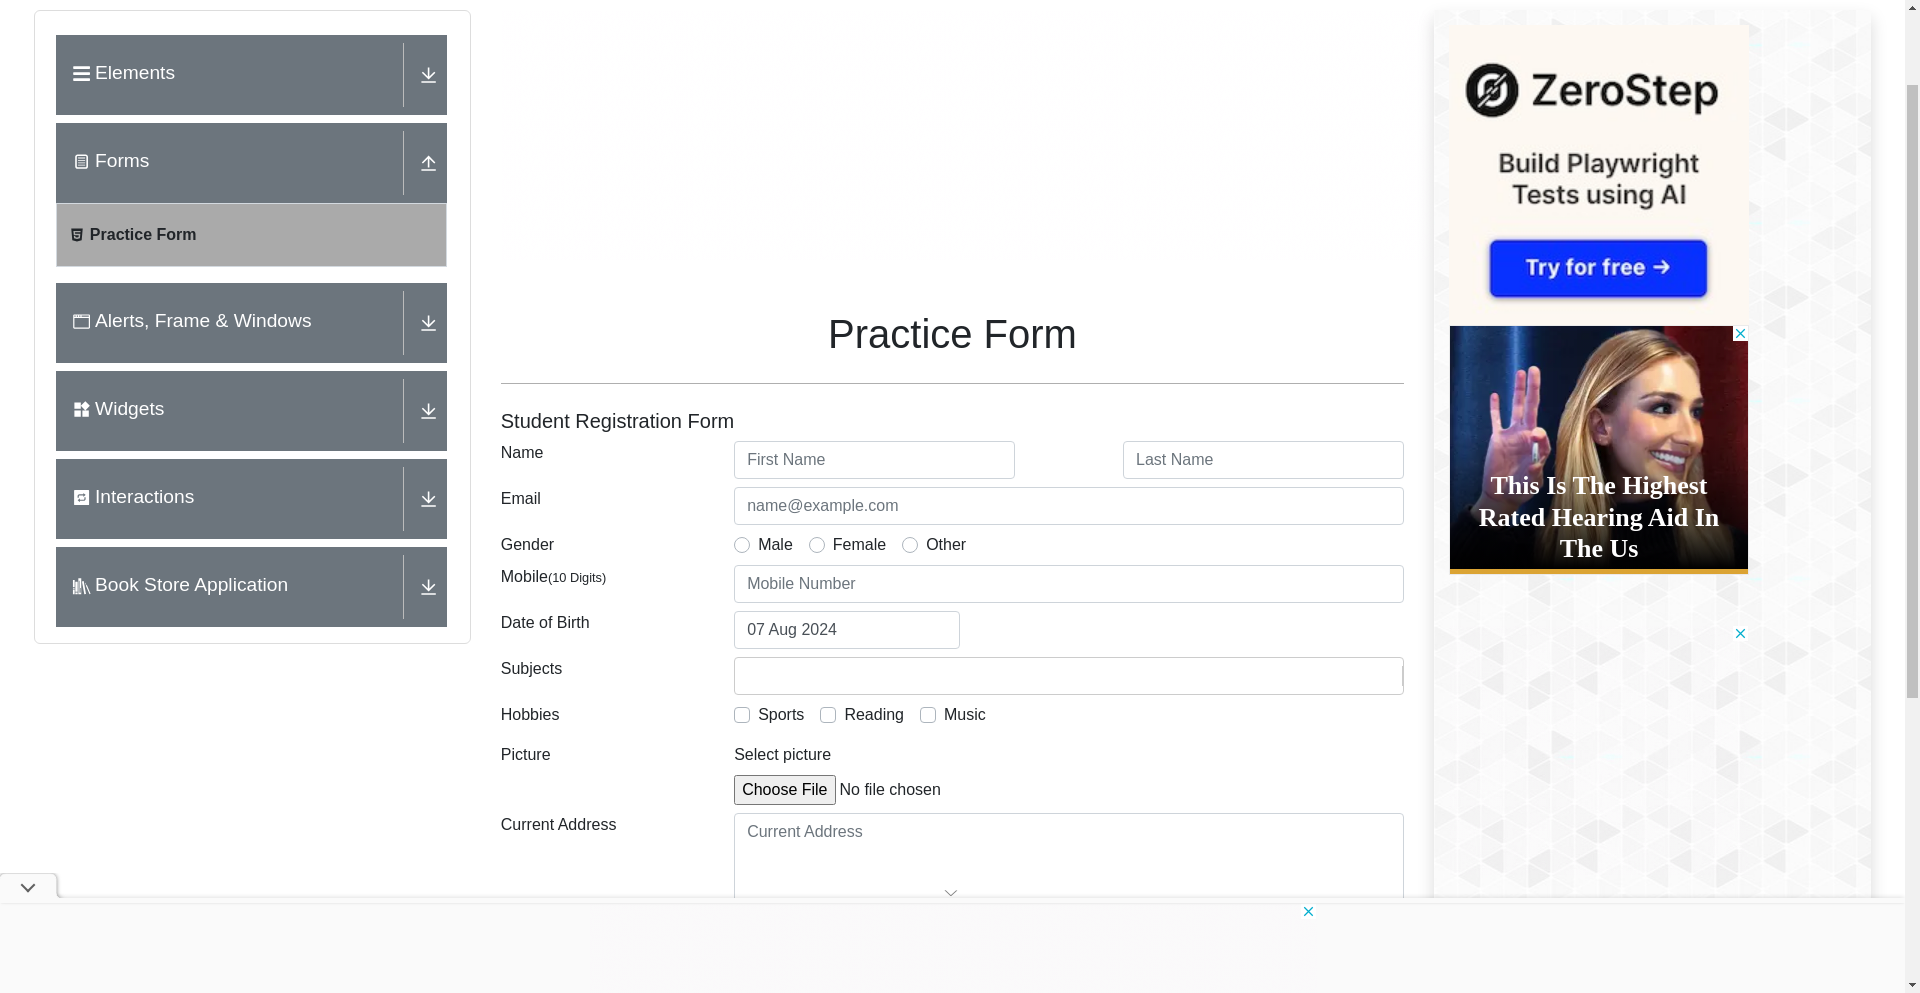 Elements
Forms
Practice Form
Alerts, Frame & Windows
Widgets
Interactions
Book Store Application
Practice Form
Student Registration Form
Name
First Name
Last Name
Email
name@example.com
Gender
Male
Female
Other
Mobile(10 Digits)
Mobile Number
Date of Birth
07 Aug 2024
Subjects
Hobbies
Sports
Reading
Music
Picture
Select picture
Choose File No file chosen
Current Address
Current Address
ZeroStep
Build Playwright
Tests using AI
Try for free →
This Is The Highest
Rated Hearing Aid In
The Us